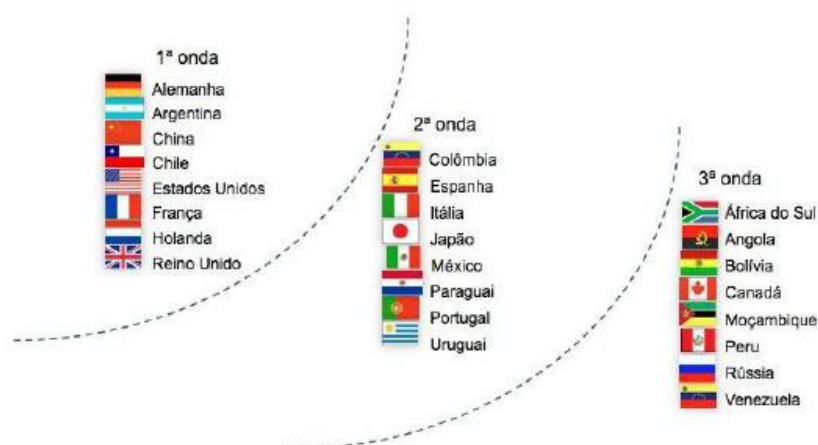 1ª onda
Alemanha
Argentina
China
Chile
Estados Unidos
França
Holanda
Reino Unido
2ª onda
Colômbia
Espanha
Itália
Japão
México
Paraguai
Portugal
Uruguai
3ª onda
África do Sul
Angola
Bolívia
Canadá
Moçambique
Peru
Rússia
Venezuela